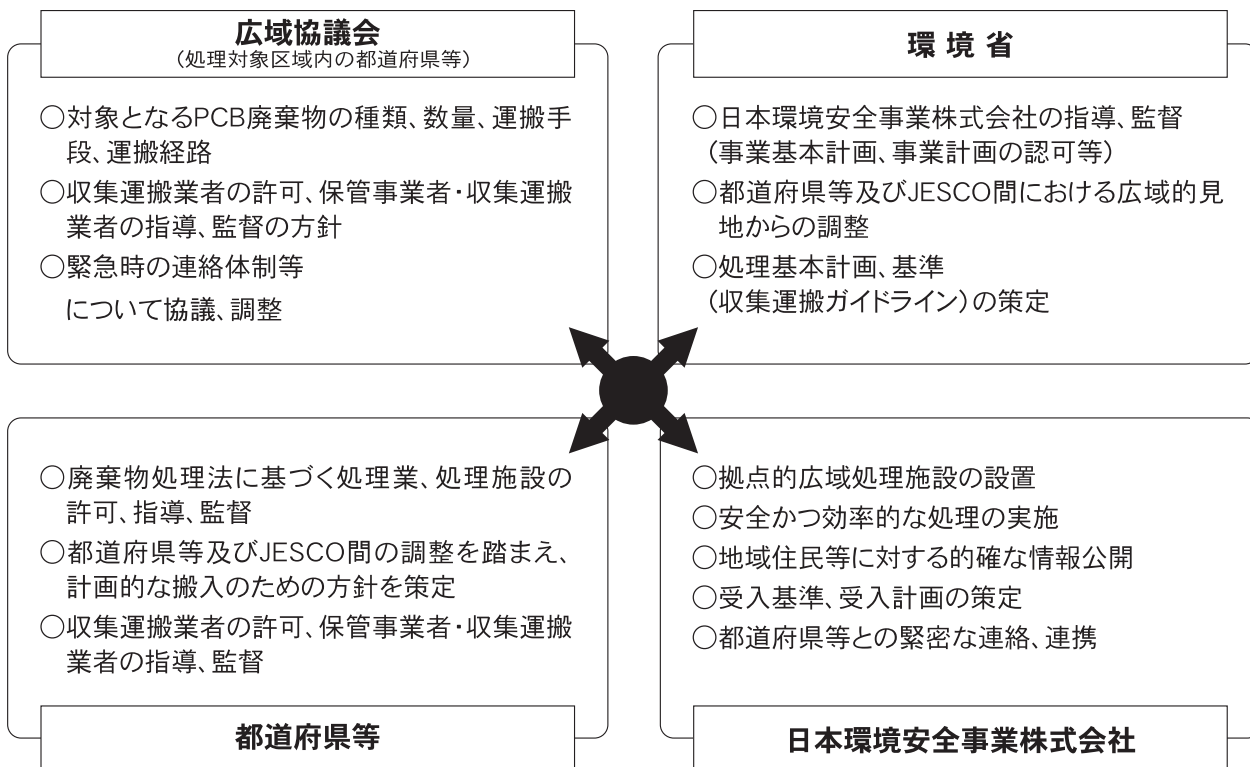 広域協議会
(処理対象区域内の都道府県等)
○対象となるPCB廃棄物の種類、数量、運搬手
段、運搬経路
○収集運搬業者の許可、保管事業者・収集運搬
業者の指導、監督の方針
○緊急時の連絡体制等
について協議、調整
環境省
○日本環境安全事業株式会社の指導、監督
(事業基本計画、事業計画の認可等)
○都道府県等及びJESCO間における広域的見
地からの調整
○処理基本計画、基準
(収集運搬ガイドライン)の策定
○廃棄物処理法に基づく処理業、処理施設の
許可、指導、監督
○都道府県等及びJESCO間の調整を踏まえ、
計画的な搬入のための方針を策定
○収集運搬業者の許可、保管事業者・収集運搬
業者の指導、監督
都道府県等
○拠点的広域処理施設の設置
○安全かつ効率的な処理の実施
○地域住民等に対する的確な情報公開
○受入基準、受入計画の策定
○都道府県等との緊密な連絡、連携
日本環境安全事業株式会社